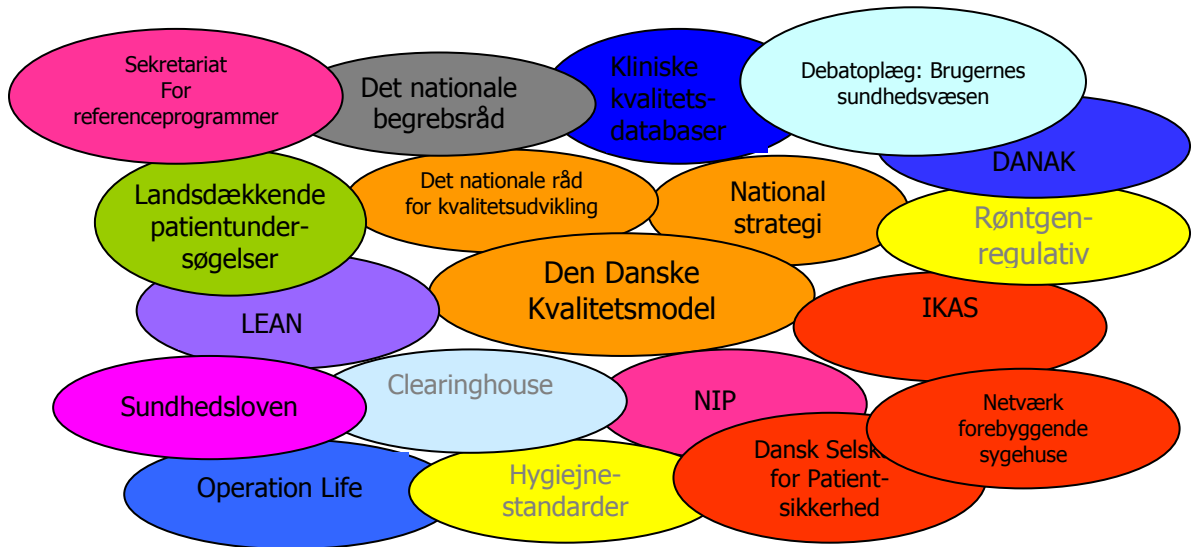 Sekretariat
For
referenceprogrammer
Det nationale
begrebsråd
Kliniske
kvalitets-
databaser
Debatoplæg: Brugernes
sundhedsvæsen
DANAK
Landsdækkende
patientunder-
søgelser
Det nationale råd
for kvalitetsudvikling
National
strategi
Røntgen-
regulativ
Den Danske
Kvalitetsmodel
LEAN
IKAS
Sundhedsloven
Clearinghouse
NIP
Netværk
forebyggende
sygehuse
Operation Life
Hygiejne-
standarder
Dansk
for Patient-
sikkerhed